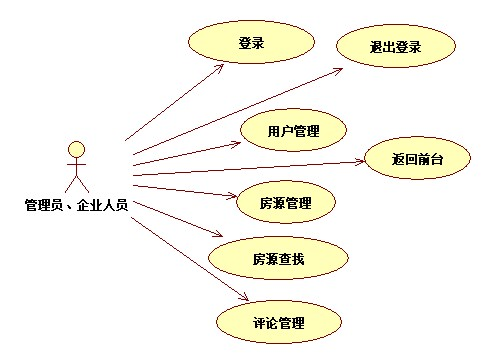 登录
退出登录
用户管理
返回前台
管理员、企业人员
房源管理
房源查找
评论管理